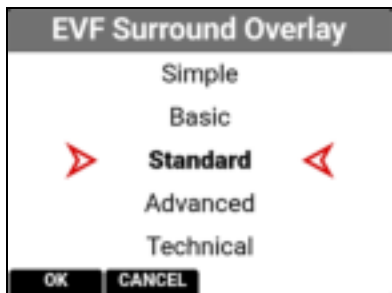 EVF Surround Overlay
Simple
Basic
Standard
Advanced
Technical
OK CANCEL